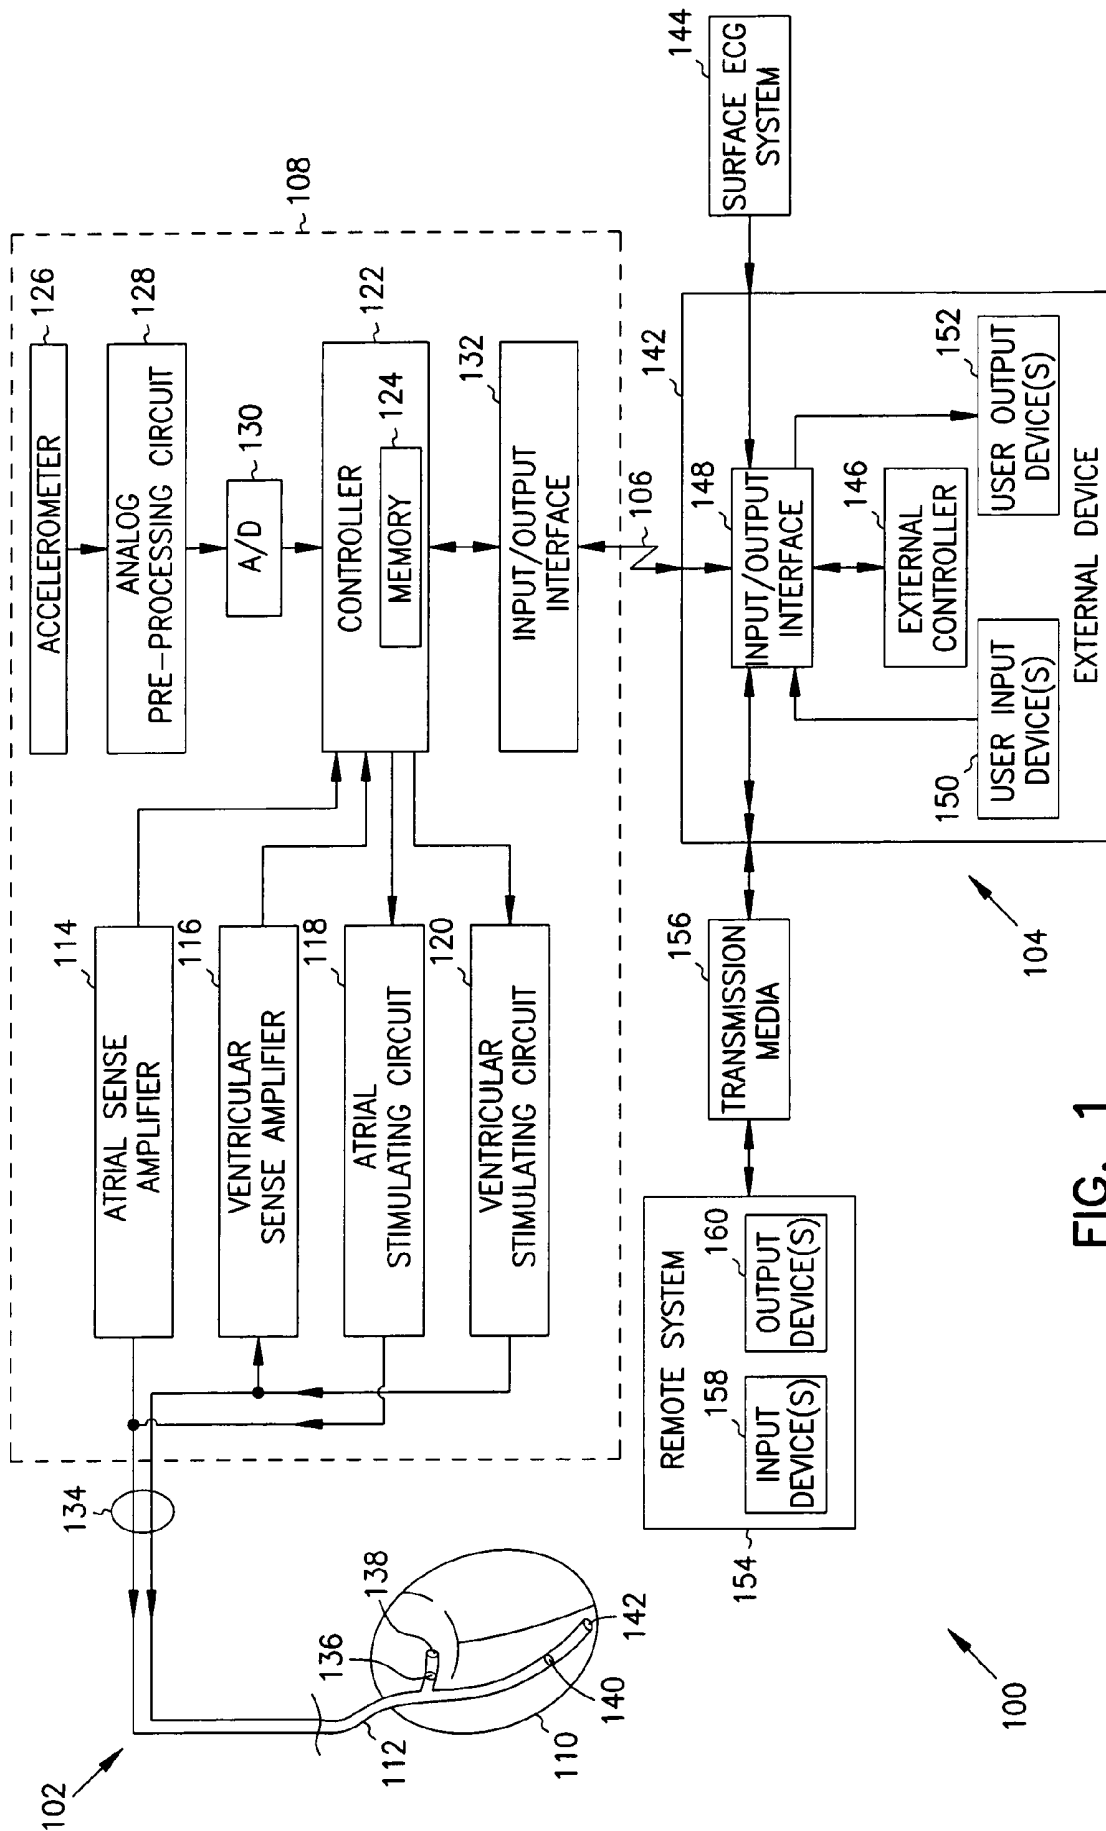 102
134
108
ATRIAL SENSE
AMPLIFIER
114
VENTRICULAR
SENSE AMPLIFIER
116
ATRIAL
STIMULATING CIRCUIT
118
VENTRICULAR
STIMULATING CIRCUIT
120
ACCELEROMETER
126
ANALOG
PRE-PROCESSING CIRCUIT
128
A/D
130
CONTROLLER
122
MEMORY
124
INPUT/OUTPUT
INTERFACE
132
112
136
138
110
140
142
106
REMOTE SYSTEM
154
INPUT
DEVICE(S)
158
OUTPUT
DEVICE(S)
160
TRANSMISSION
MEDIA
156
142
INPUT/OUTPUT
INTERFACE
148
EXTERNAL
CONTROLLER
146
USER INPUT
DEVICE(S)
150
USER OUTPUT
DEVICE(S)
152
EXTERNAL DEVICE
SURFACE ECG
SYSTEM
144
104
100
FIG. 1